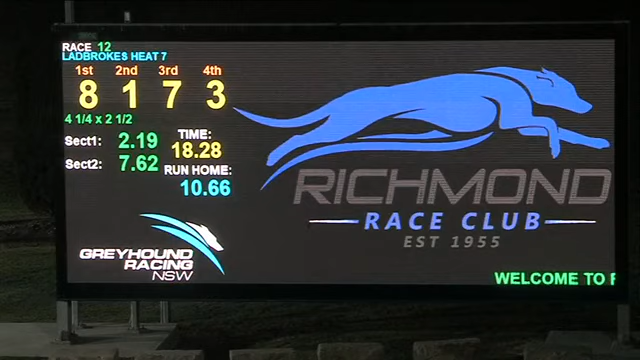 RACE 12
LADBROKES HEAT 7
1st 2nd 3rd 4th
8 1 7 3
4 1/4 x 2 1/2
Sect1: 2.19
Sect2: 7.62
TIME:
18.28
RUN HOME:
10.66
GREYHOUND
RACING
NSW
RICHMOND
RACE CLUB
EST 1955
WELCOME TO